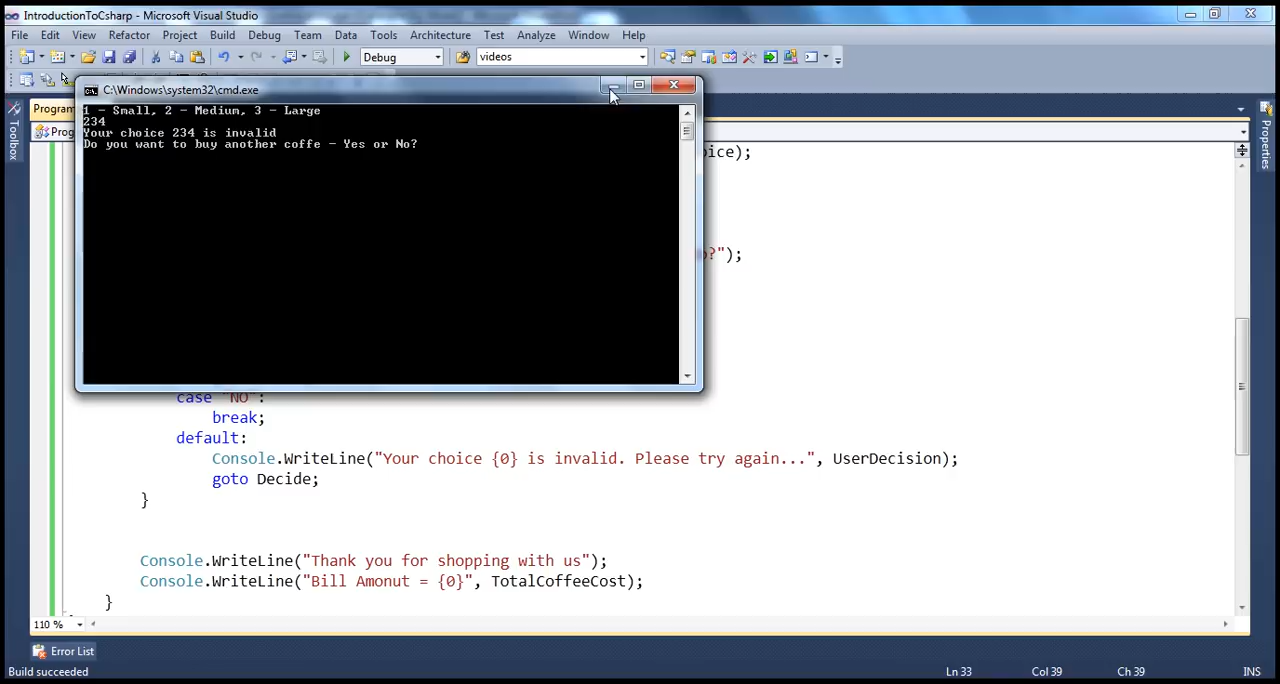 IntroductionToCsharp - Microsoft Visual Studio
File Edit View Refactor Project Build Debug Team Data Tools Architecture Test Analyze Window Help
Debug videos
C:\Windows\system32\cmd.exe
Program
Prog
Toolbox
Properties
1 - Small, 2 - Medium, 3 - Large
234
Your choice 234 is invalid
Do you want to buy another coffe - Yes or No?
oice);
?");
case "NO":
break;
default:
Console.WriteLine("Your choice {0} is invalid. Please try again...", UserDecision);
goto Decide;
}
Console.WriteLine("Thank you for shopping with us");
Console.WriteLine("Bill Amonut = {0}", TotalCoffeeCost);
}
110 %
Error List
Build succeeded Ln 33 Col 39 Ch 39 INS